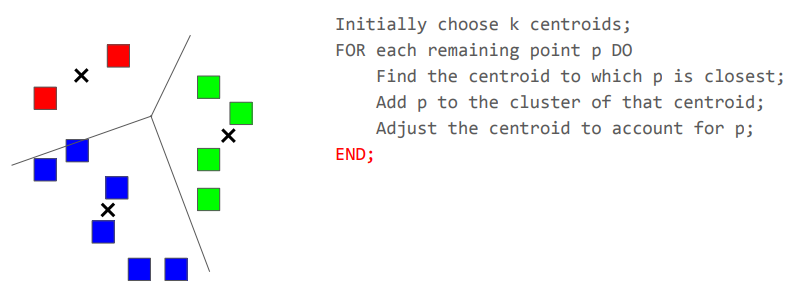 Initially choose k centroids;
FOR each remaining point p DO
Find the centroid to which p is closest;
Add p to the cluster of that centroid;
Adjust the centroid to account for p;
END;